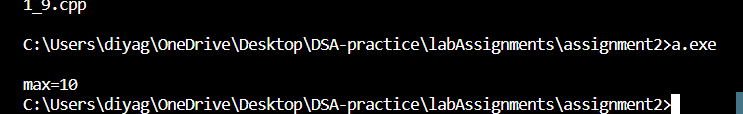 1_9.cpp
C:\Users\diyag\OneDrive\Desktop\DSA-practice\labAssignments\assignment2>a.exe
max=10
C:\Users\diyag\OneDrive\Desktop\DSA-practice\labAssignments\assignment2>